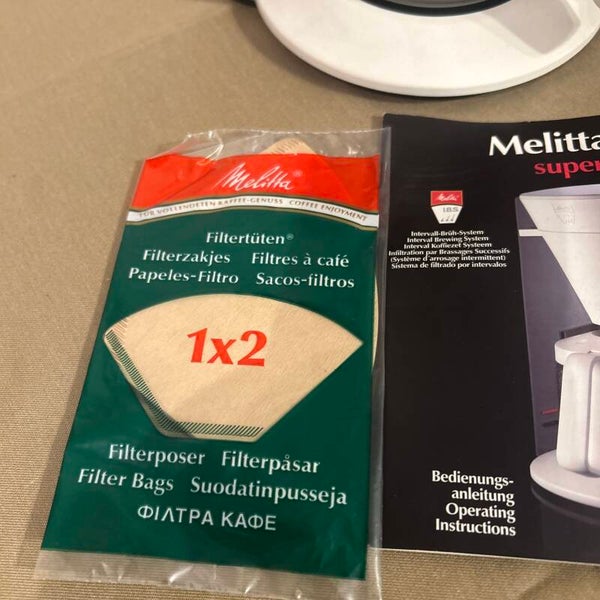 Melitta
FÜR VOLLENDETEN KAFFEE-GENUSS COFFEE ENJOYMENT
Filtertüten®
Filterzakjes Filtres à café
Papeles-Filtro Sacos-filtros
1x2
Filterposer Filterpåsar
Filter Bags Suodatinpusseja
ΦΙΛΤΡΑ ΚΑΦΕ
Melitta
super
Melitta
I.B.S.
Intervall-Brüh-System
Interval Brewing System
Interval Koffiezet Systeem
Infiltration par Brassages Successifs
(Système d'arrosage intermittent)
Sistema de filtrado por intervalos
Bedienungs-
anleitung
Operating
Instructions